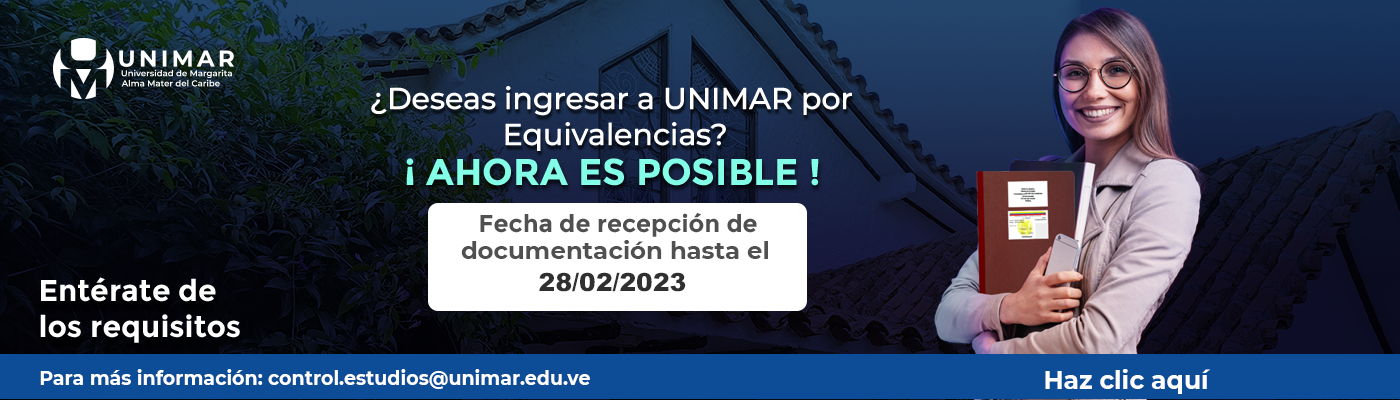 UNIMAR
Universidad de Margarita
Alma Mater del Caribe
¿Deseas ingresar a UNIMAR por
Equivalencias?
¡ AHORA ES POSIBLE !
Fecha de recepción de
documentación hasta el
28/02/2023
Entérate de
los requisitos
Para más información: control.estudios@unimar.edu.ve
Haz clic aquí